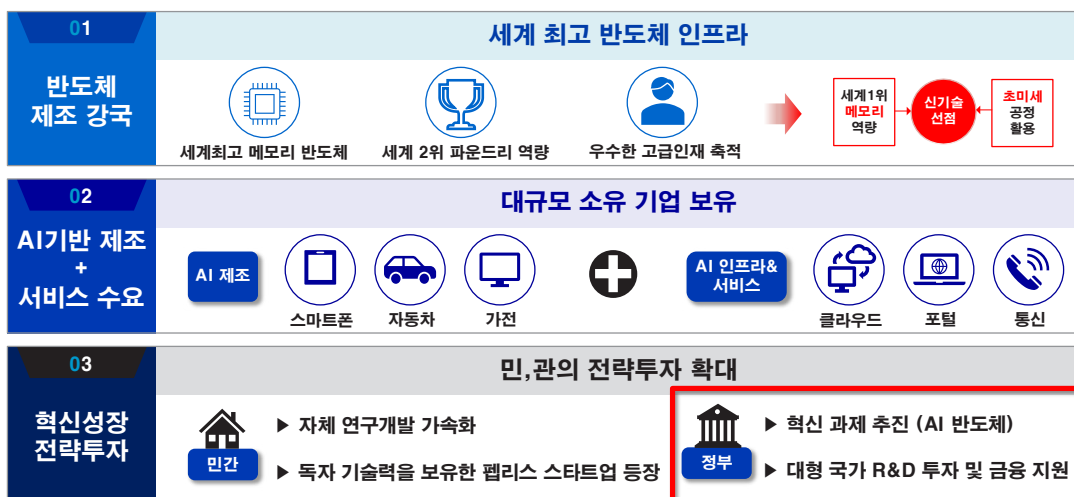 01
반도체
제조 강국
세계 최고 반도체 인프라
세계최고 메모리 반도체
세계 2위 파운드리 역량
우수한 고급인재 축적
세계1위
메모리
역량
신기술
선점
초미세
공정
활용
02
AI기반 제조
+
서비스 수요
대규모 소유 기업 보유
AI 제조
스마트폰
자동차
가전
AI 인프라&
서비스
클라우드
포털
통신
03
혁신성장
전략투자
민,관의 전략투자 확대
민간
▶ 자체 연구개발 가속화
▶ 독자 기술력을 보유한 펩리스 스타트업 등장
정부
▶ 혁신 과제 추진 (AI 반도체)
▶ 대형 국가 R&D 투자 및 금융 지원